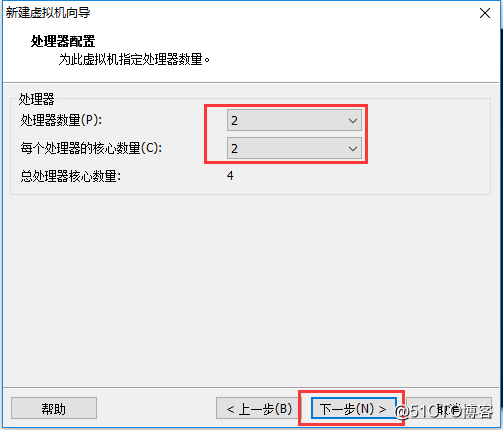 新建虚拟机向导
处理器配置
为此虚拟机指定处理器数量。
处理器
处理器数量(P): 2
每个处理器的核心数量(C): 2
总处理器核心数量: 4
帮助 < 上一步(B) 下一步(N) > 取消
@51CTO博客